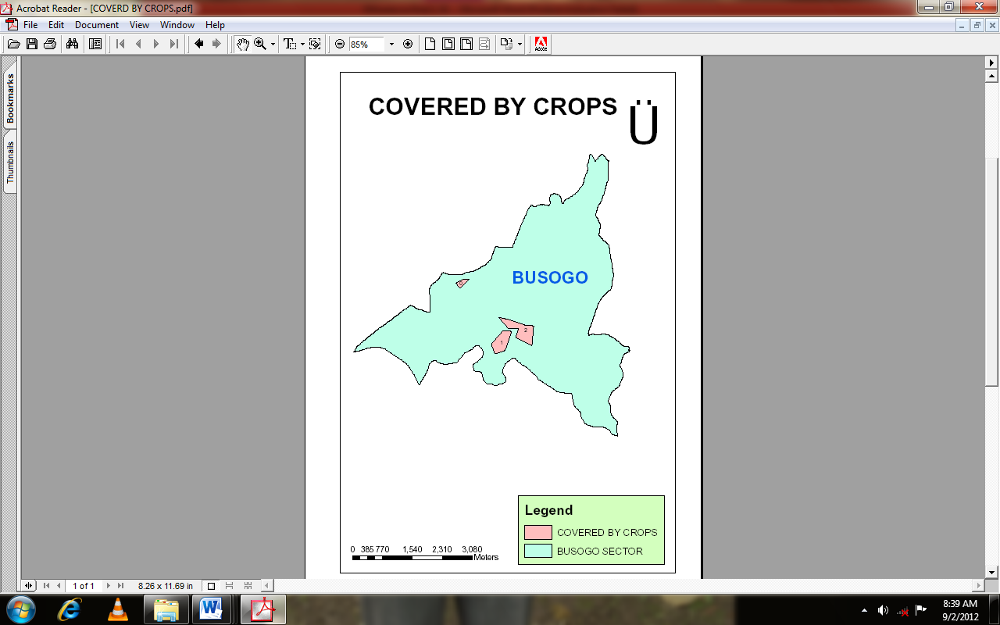 Acrobat Reader - [COVERD BY CROPS.pdf]
File Edit Document View Window Help
85%
Adobe
Bookmarks
Thumbnails
COVERED BY CROPS
Ü
BUSOGO
0
2
1
Legend
COVERED BY CROPS
BUSOGO SECTOR
0 385 770 1,540 2,310 3,080
Meters
1 of 1 8.26 x 11.69 in
8:39 AM
9/2/2012